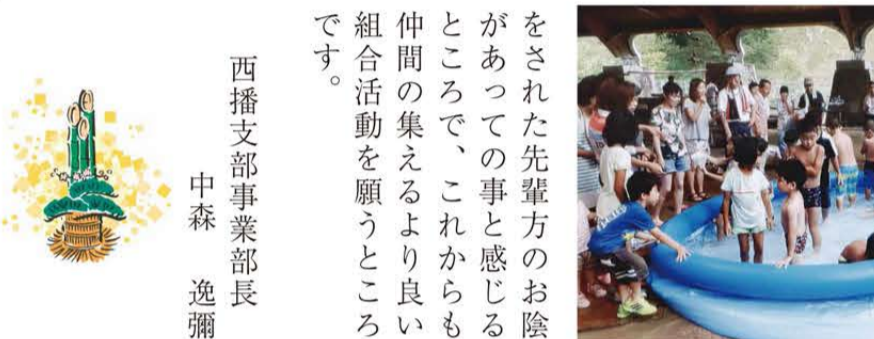 をされた先輩方のお陰
があっての事と感じる
ところで、これからも
仲間の集えるより良い
組合活動を願うところ
です。
西播支部事業部長
中森　逸彌